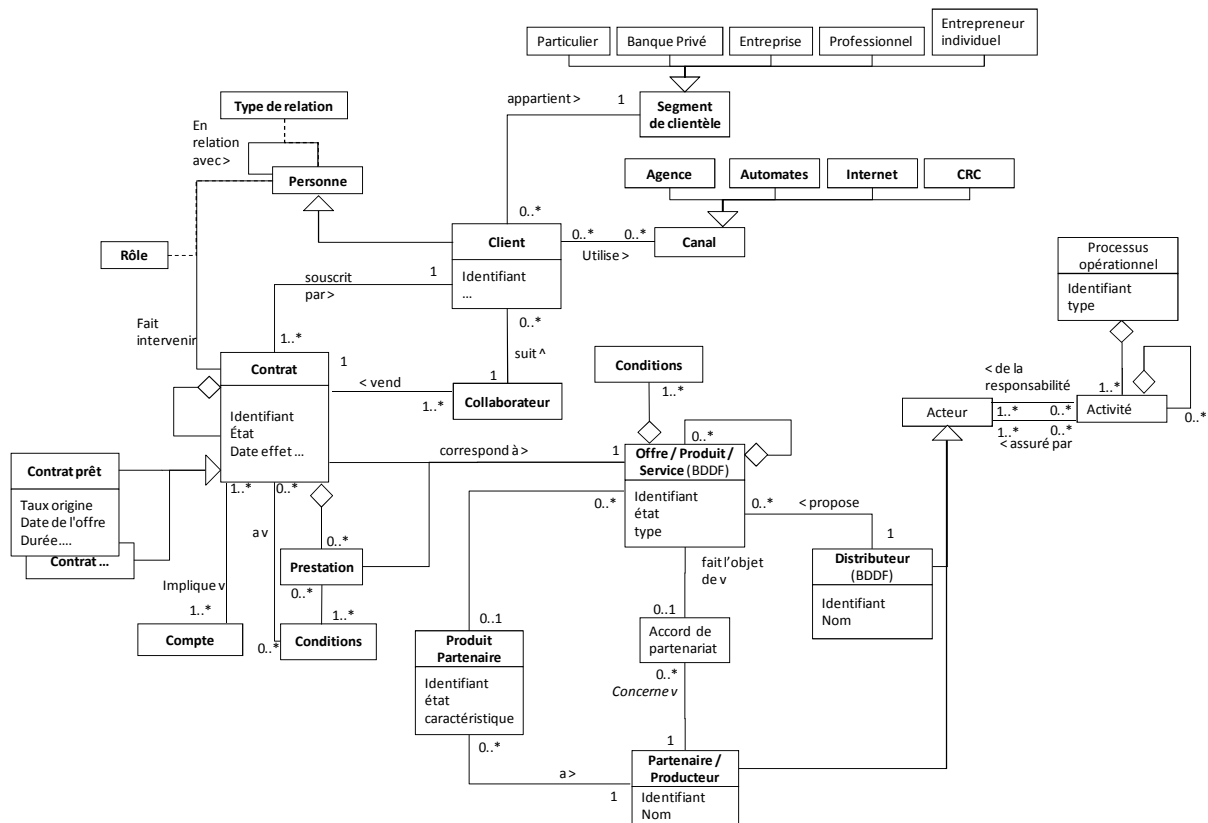 Particulier
Banque Privé
Entreprise
Professionnel
Entrepreneur
individuel
appartient >
1
Segment
de clientèle
Type de relation
En
relation
avec >
Personne
Agence
Automates
Internet
CRC
0..*
Rôle
Client
Identifiant
...
0..*
0..*
Utilise >
Canal
Processus
opérationnel
Identifiant
type
souscrit
par >
1
1..*
Fait
intervenir
0..*
suit ^
1
Contrat
Identifiant
État
Date effet ...
1
< vend
1..*
Collaborateur
Conditions
1..*
< de la
responsabilité
1..*
Acteur
1..*
0..*
1..*
0..*
< assuré par
Activité
0..*
correspond à >
1
0..*
Offre / Produit /
Service (BDDF)
Identifiant
état
type
0..*
0..*
< propose
1
Contrat prêt
Taux origine
Date de l'offre
Durée....
Contrat ...
1..*
0..*
a v
0..*
Prestation
0..*
Implique v
1..*
1..*
Compte
0..*
Conditions
fait l'objet
de v
Distributeur
(BDDF)
Identifiant
Nom
0..1
0..1
Accord de
partenariat
Produit
Partenaire
Identifiant
état
caractéristique
0..*
Concerne v
0..*
a >
1
1
Partenaire /
Producteur
Identifiant
Nom